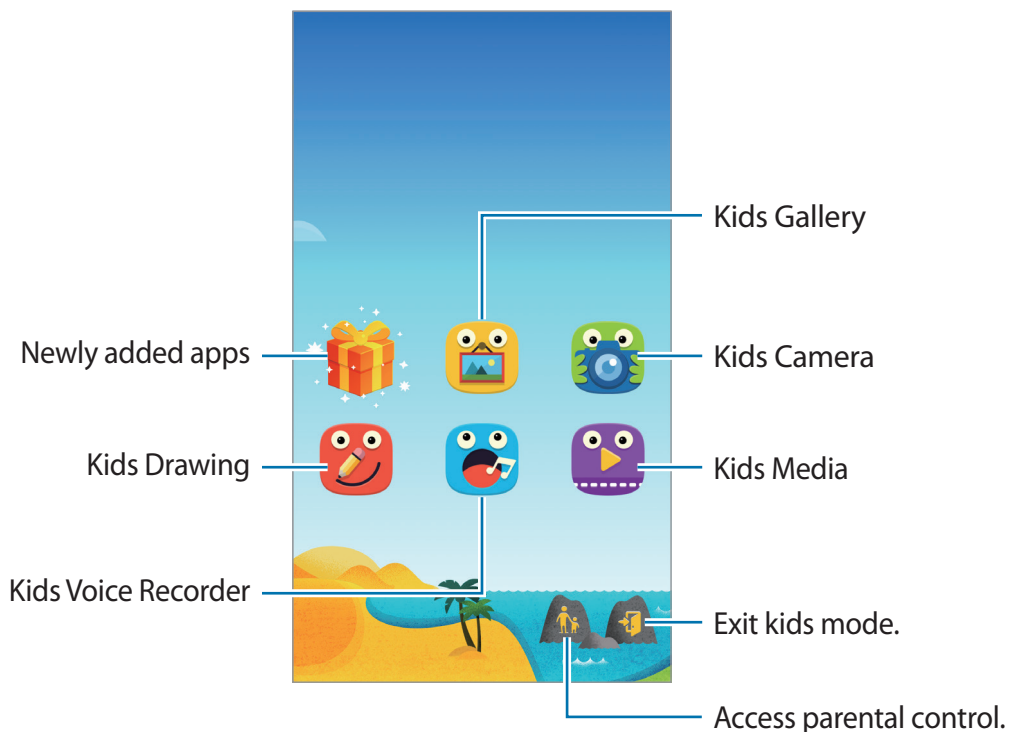 Kids Gallery
Newly added apps
Kids Camera
Kids Drawing
Kids Media
Kids Voice Recorder
Exit kids mode.
Access parental control.